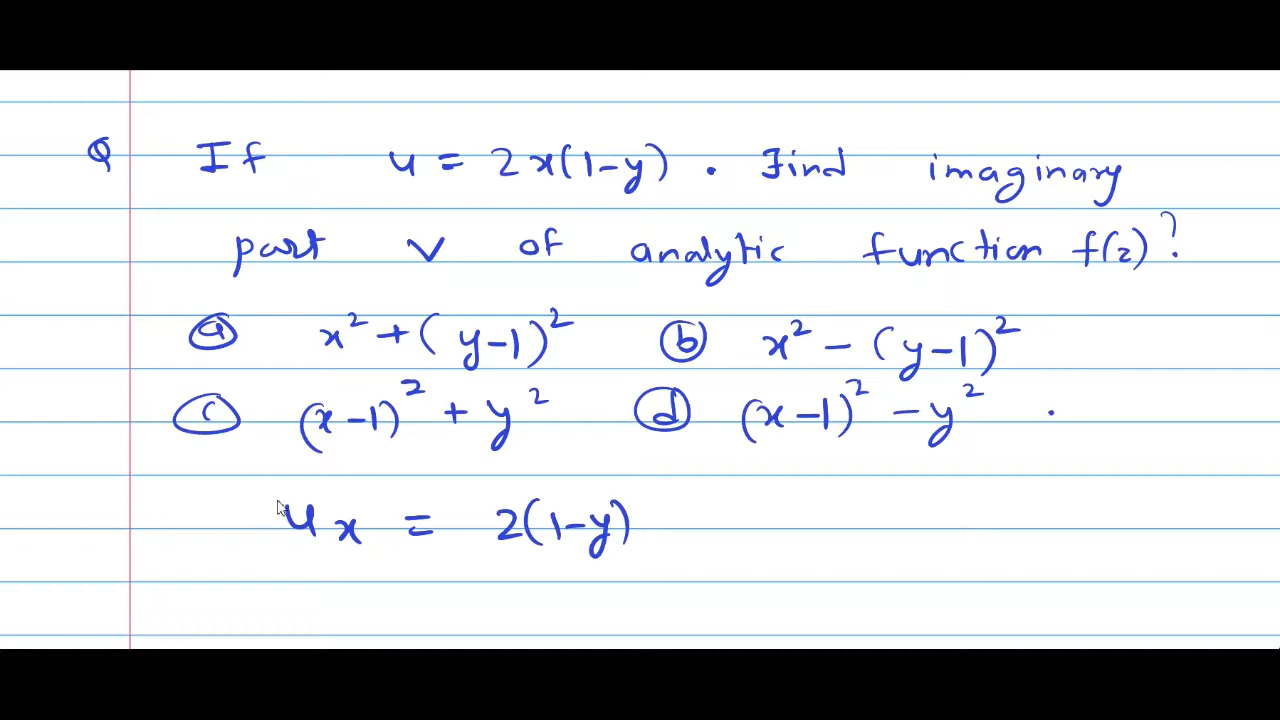 Q If u = 2x(1-y) . Find imaginary
part v of analytic function f(z)?
ⓐ x² + (y-1)² ⓑ x² - (y-1)²
ⓒ (x-1)² + y² ⓓ (x-1)² - y² .
uₓ = 2(1-y)